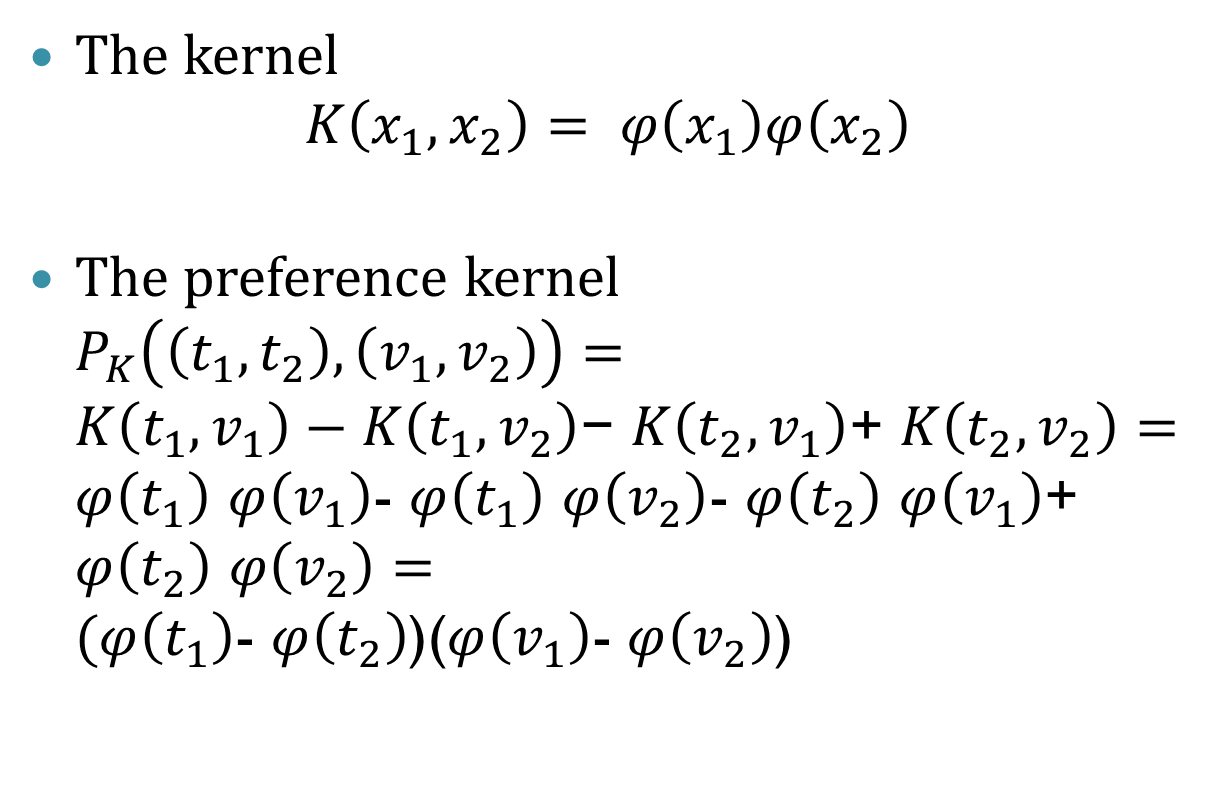 • The kernel
K(x₁, x₂) = φ(x₁)φ(x₂)
• The preference kernel
P_K((t₁, t₂), (v₁, v₂)) =
K(t₁, v₁) − K(t₁, v₂)− K(t₂, v₁)+ K(t₂, v₂) =
φ(t₁) φ(v₁)- φ(t₁) φ(v₂)- φ(t₂) φ(v₁)+
φ(t₂) φ(v₂) =
(φ(t₁)- φ(t₂))(φ(v₁)- φ(v₂))